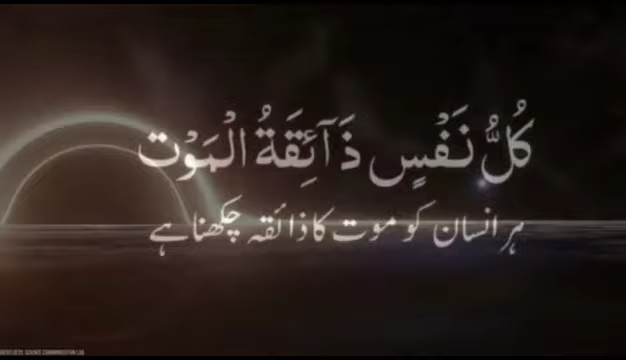 كُلُّ نَفْسٍ ذَآئِقَةُ الْمَوْت
ہر انسان کو موت کا ذائقہ چکھنا ہے